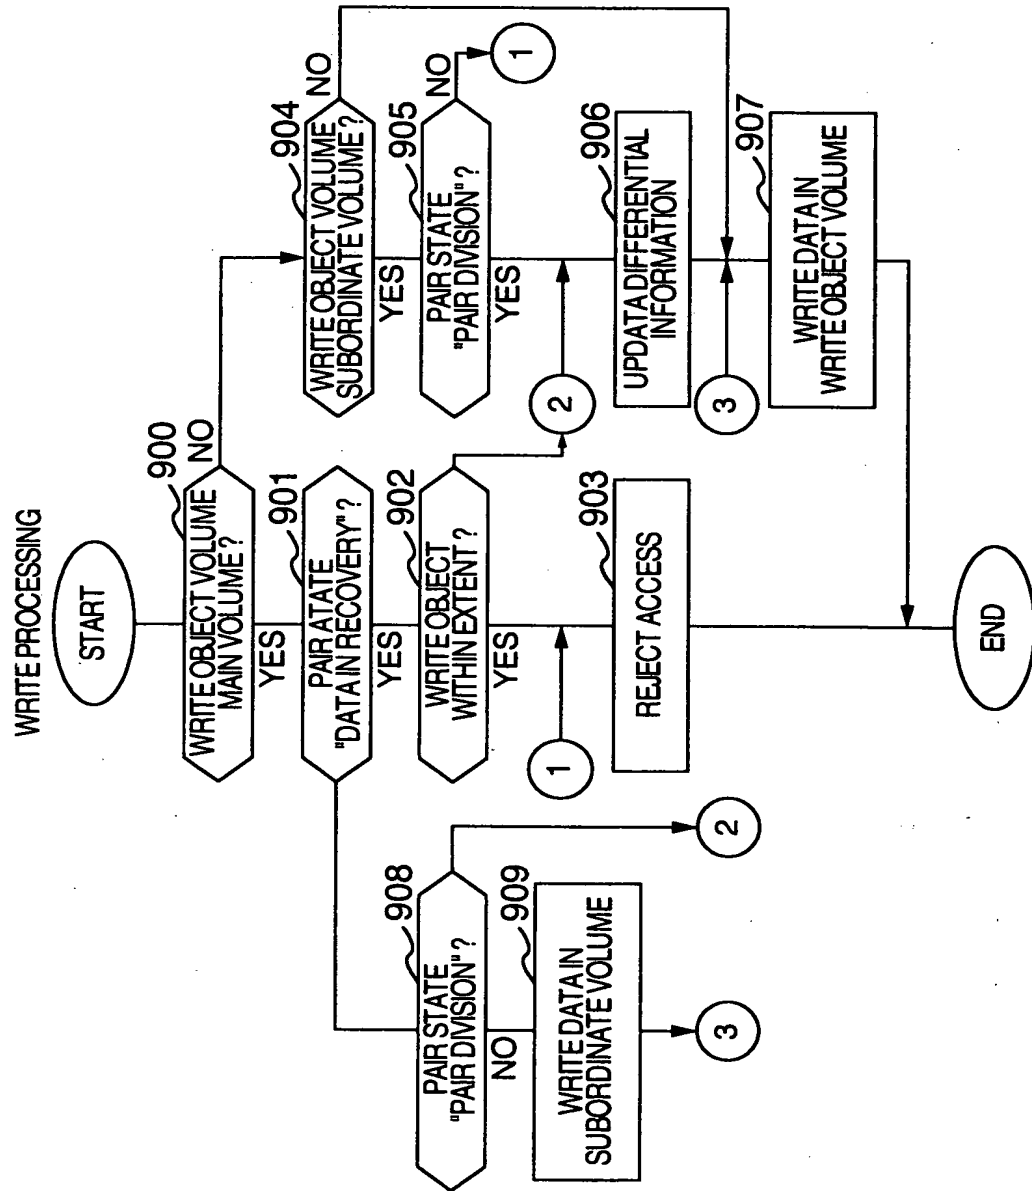 WRITE PROCESSING
START
900
WRITE OBJECT VOLUME
MAIN VOLUME?
NO
YES
901
PAIR ATATE
"DATA IN RECOVERY"?
YES
902
WRITE OBJECT
WITHIN EXTENT?
YES
2
1
903
REJECT ACCESS
END
904
WRITE OBJECT VOLUME
SUBORDINATE VOLUME?
NO
YES
905
PAIR STATE
"PAIR DIVISION"?
NO
1
YES
906
UPDATA DIFFERENTIAL
INFORMATION
3
907
WRITE DATA IN
WRITE OBJECT VOLUME
908
PAIR STATE
"PAIR DIVISION"?
2
NO
909
WRITE DATA IN
SUBORDINATE VOLUME
3